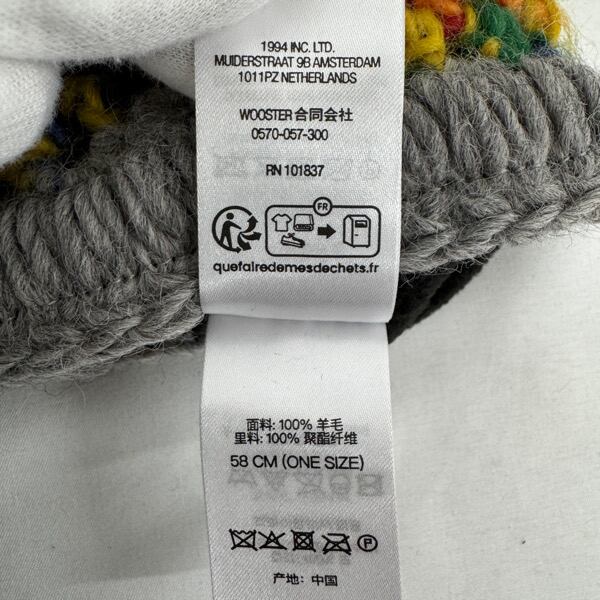 1994 INC. LTD.
MUIDERSTRAAT 9B AMSTERDAM
1011PZ NETHERLANDS
WOOSTER 合同会社
0570-057-300
RN 101837
FR
quefairedemesdechets.fr
面料: 100% 羊毛
里料: 100% 聚酯纤维
58 CM (ONE SIZE)
P
产地: 中国